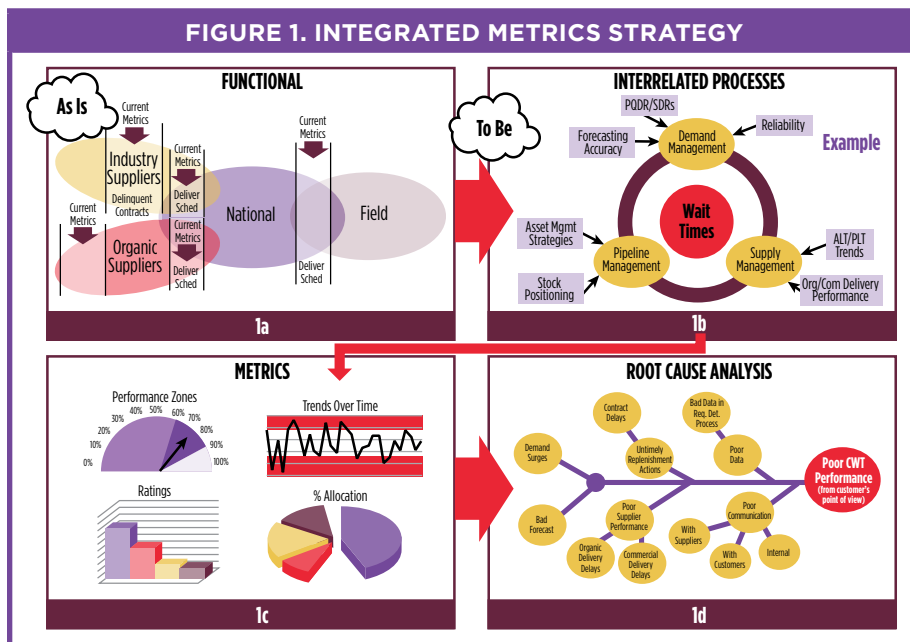 FIGURE 1. INTEGRATED METRICS STRATEGY
FUNCTIONAL
As Is
Current
Metrics
Industry
Suppliers
Delinquent
Contracts
Current
Metrics
Deliver
Sched
Current
Metrics
National
Field
Deliver
Sched
Current
Metrics
Organic
Suppliers
Current
Metrics
Deliver
Sched
1a
INTERRELATED PROCESSES
To Be
PQDR/SDRs
Forecasting
Accuracy
Demand
Management
Reliability
Example
Wait
Times
Asset Mgmt
Strategies
Pipeline
Management
Stock
Positioning
Supply
Management
ALT/PLT
Trends
Org/Com Delivery
Performance
1b
METRICS
Performance Zones
0%
10%
20%
30%
40%
50%
60%
70%
80%
90%
100%
Trends Over Time
Ratings
% Allocation
1c
ROOT CAUSE ANALYSIS
Demand
Surges
Contract
Delays
Untimely
Replenishment
Actions
Bad Data in
Req. Det.
Process
Poor
Data
Poor CWT
Performance
(from customer's
point of view)
Bad
Forecast
Poor
Supplier
Performance
Organic
Delivery
Delays
Commercial
Delivery
Delays
Poor
Communication
With
Suppliers
With
Customers
Internal
1d